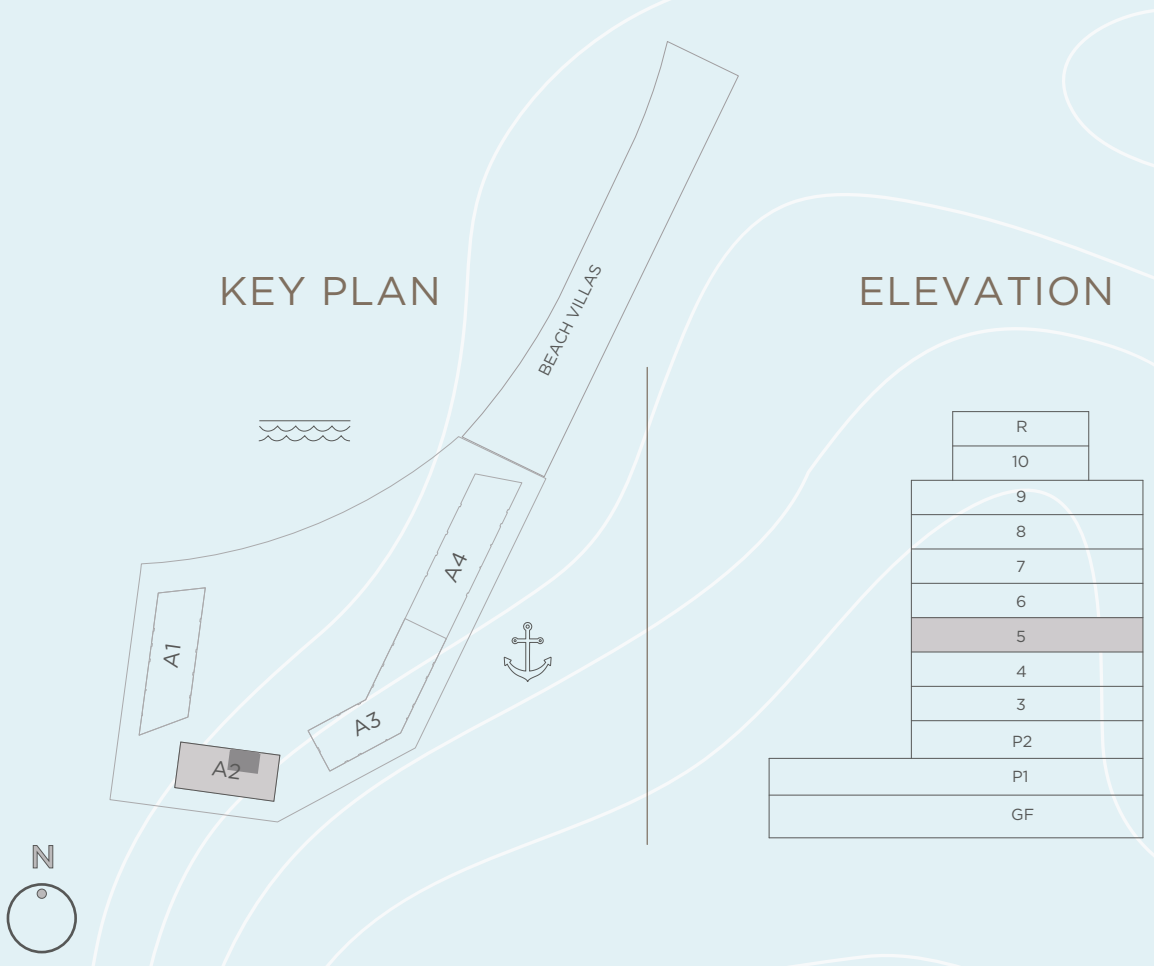 KEY PLAN
ELEVATION
BEACH VILLAS
A4
A1
A3
A2
N
R
10
9
8
7
6
5
4
3
P2
P1
GF